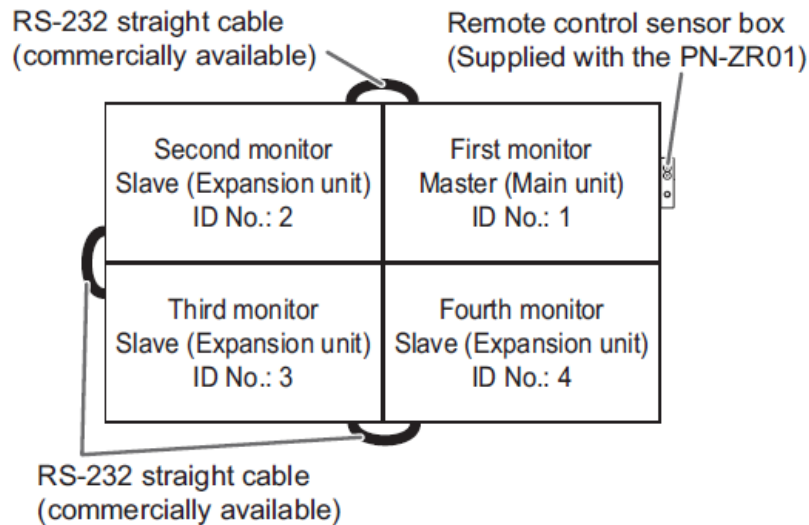 RS-232 straight cable
(commercially available)
Remote control sensor box
(Supplied with the PN-ZR01)
Second monitor
Slave (Expansion unit)
ID No.: 2
First monitor
Master (Main unit)
ID No.: 1
Third monitor
Slave (Expansion unit)
ID No.: 3
Fourth monitor
Slave (Expansion unit)
ID No.: 4
RS-232 straight cable
(commercially available)